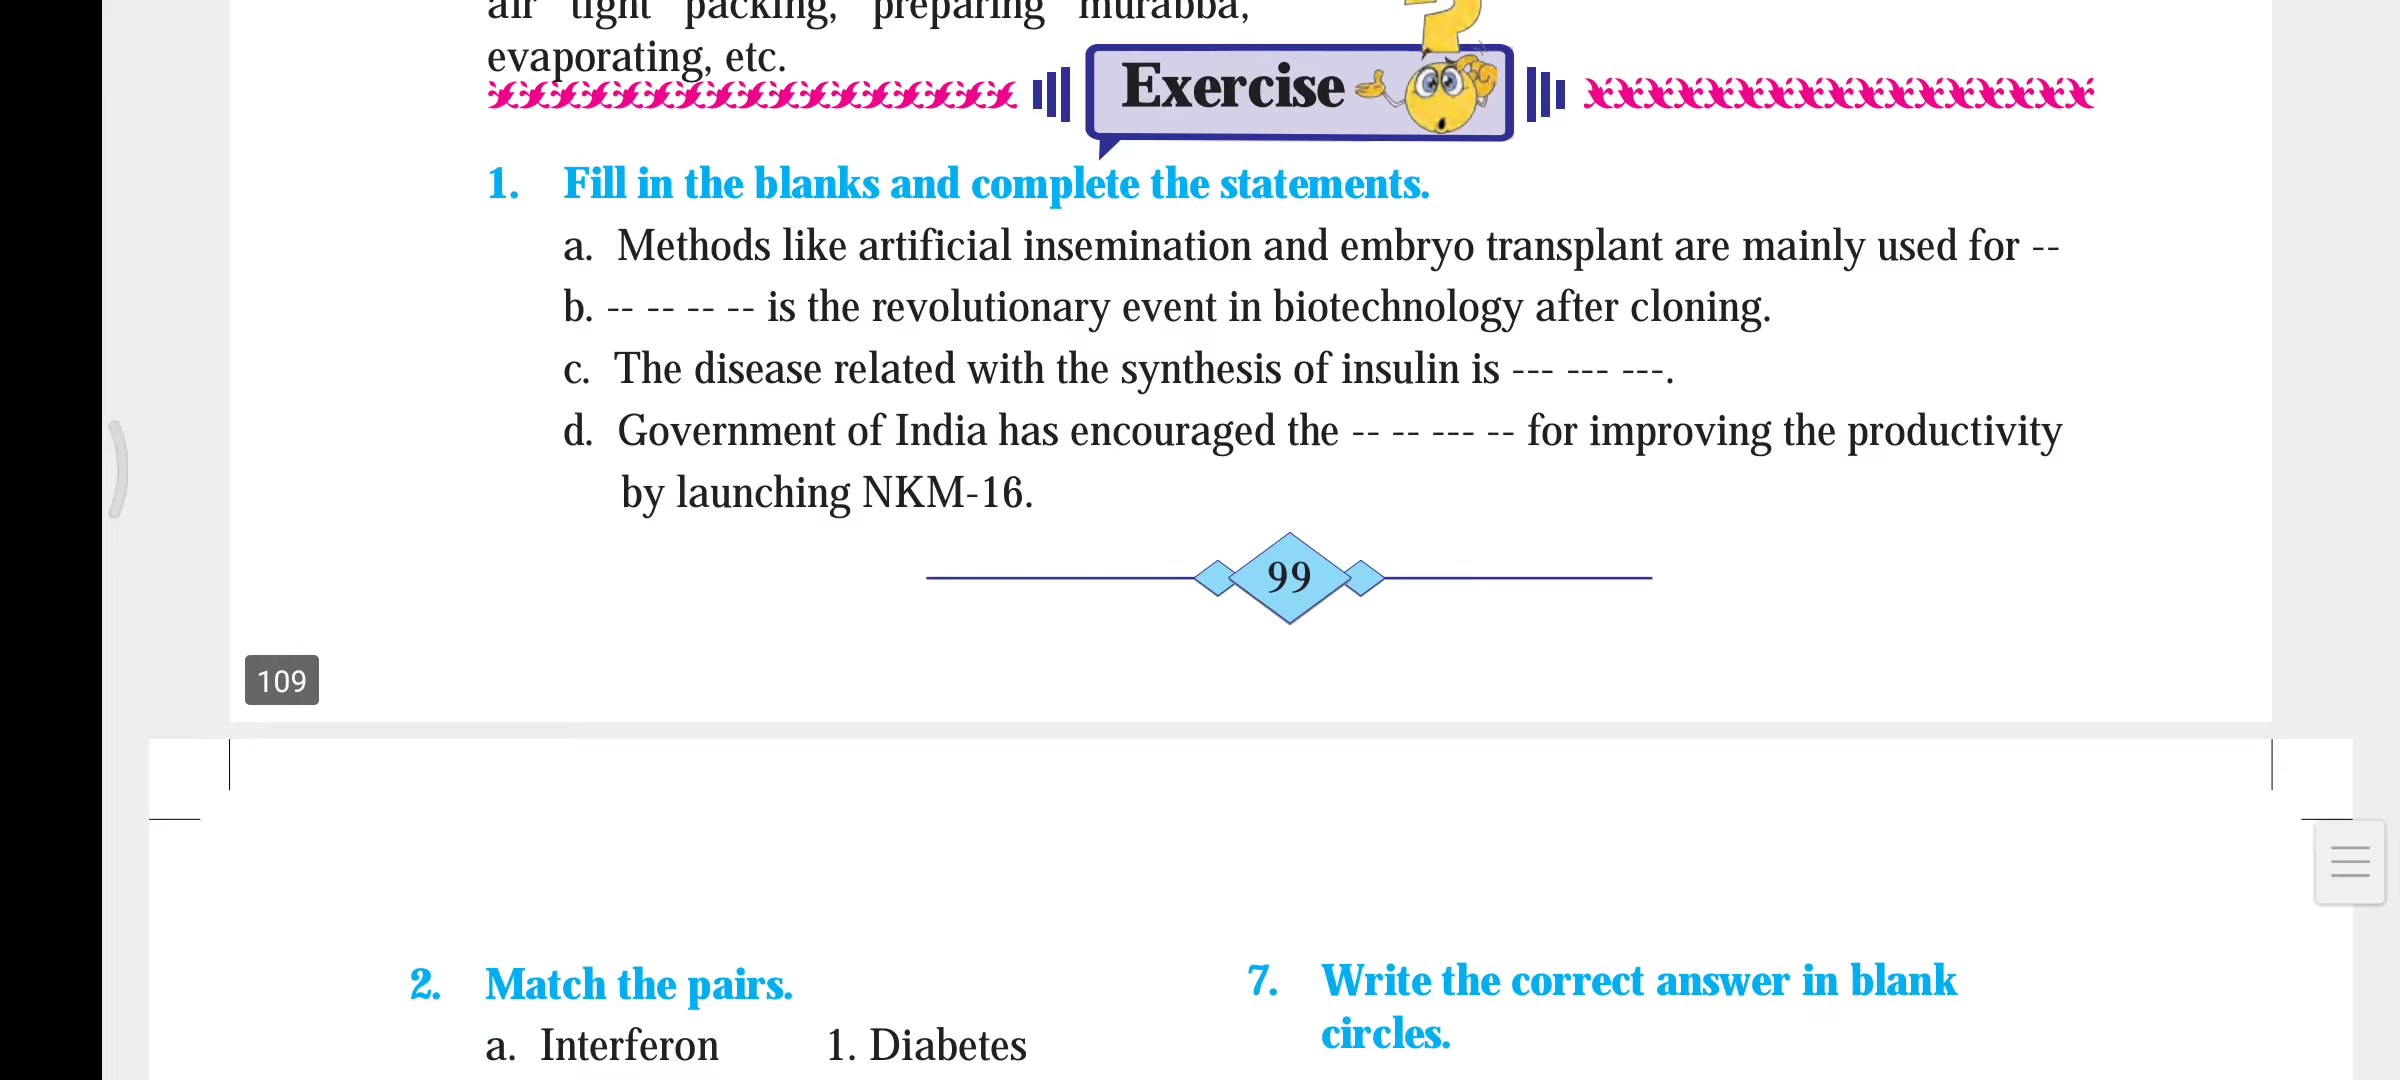 air tight packing, preparing murabba,
evaporating, etc.
Exercise
1. Fill in the blanks and complete the statements.
a. Methods like artificial insemination and embryo transplant are mainly used for --
b. -- -- -- -- is the revolutionary event in biotechnology after cloning.
c. The disease related with the synthesis of insulin is --- --- ---.
d. Government of India has encouraged the -- -- --- -- for improving the productivity
by launching NKM-16.
99
109
2. Match the pairs.
a. Interferon 1. Diabetes
7. Write the correct answer in blank
circles.